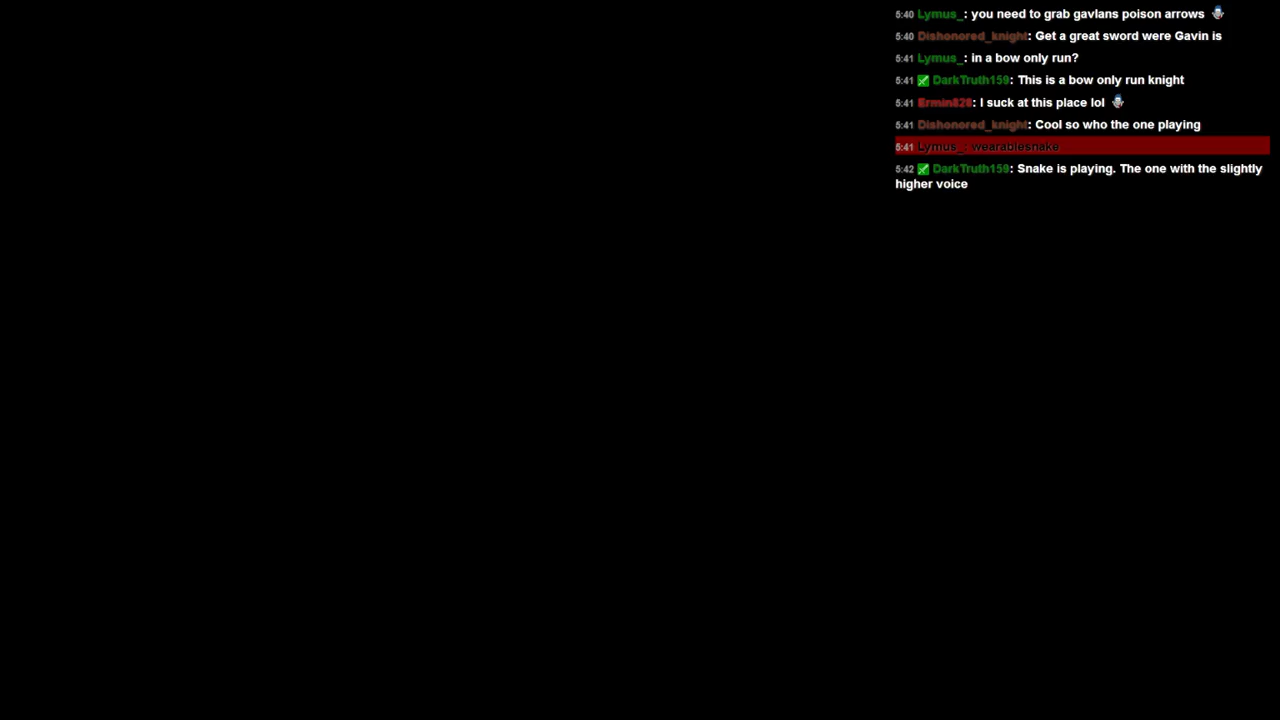 5:40 Lymus_: you need to grab gavlans poison arrows
5:40 Dishonored_knight: Get a great sword were Gavin is
5:41 Lymus_: in a bow only run?
5:41 DarkTruth159: This is a bow only run knight
5:41 Ermin828: I suck at this place lol
5:41 Dishonored_knight: Cool so who the one playing
5:41 Lymus_: wearablesnake
5:42 DarkTruth159: Snake is playing. The one with the slightly
higher voice